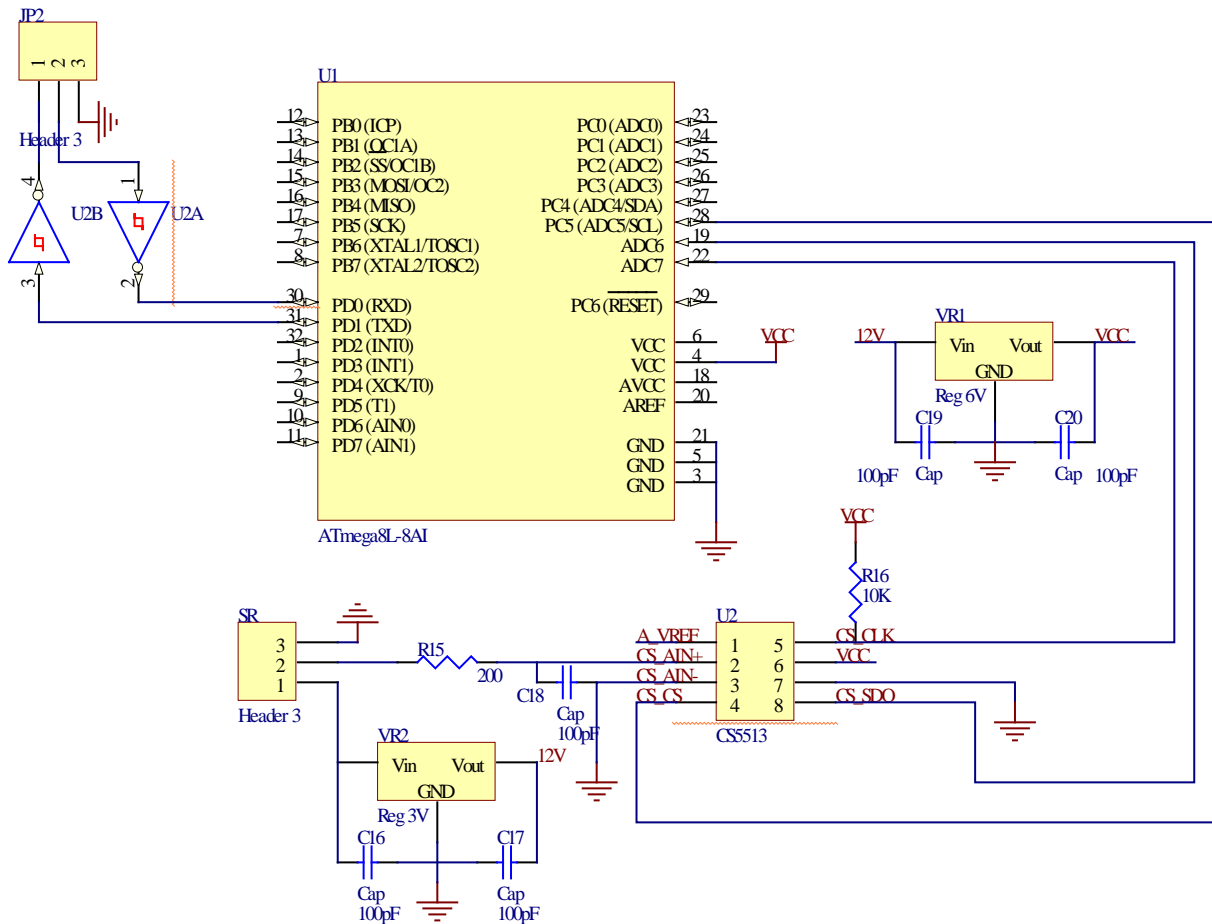 JP2
1
2
3
Header 3
4
3
U2B
1
2
U2A
U1
12 PB0 (ICP)
13 PB1 (OC1A)
14 PB2 (SS/OC1B)
15 PB3 (MOSI/OC2)
16 PB4 (MISO)
17 PB5 (SCK)
7 PB6 (XTAL1/TOSC1)
8 PB7 (XTAL2/TOSC2)
30 PD0 (RXD)
31 PD1 (TXD)
32 PD2 (INT0)
1 PD3 (INT1)
2 PD4 (XCK/T0)
9 PD5 (T1)
10 PD6 (AIN0)
11 PD7 (AIN1)
PC0 (ADC0) 23
PC1 (ADC1) 24
PC2 (ADC2) 25
PC3 (ADC3) 26
PC4 (ADC4/SDA) 27
PC5 (ADC5/SCL) 28
ADC6 19
ADC7 22
PC6 (RESET) 29
VCC 6
VCC 4
AVCC 18
AREF 20
GND 21
GND 5
GND 3
ATmega8L-8AI
VCC
VR1
12V
Vin
Vout
GND
VCC
Reg 6V
C19
C20
100pF
Cap
Cap
100pF
VCC
R16
10K
SR
3
2
1
Header 3
R15
200
C18
Cap
100pF
U2
A_VREF 1
CS_AIN+ 2
CS_AIN- 3
CS_CS 4
5 CS_CLK
6 VCC
7
8 CS_SDO
CS5513
VR2
Vin
Vout
GND
12V
Reg 3V
C16
C17
Cap
100pF
Cap
100pF